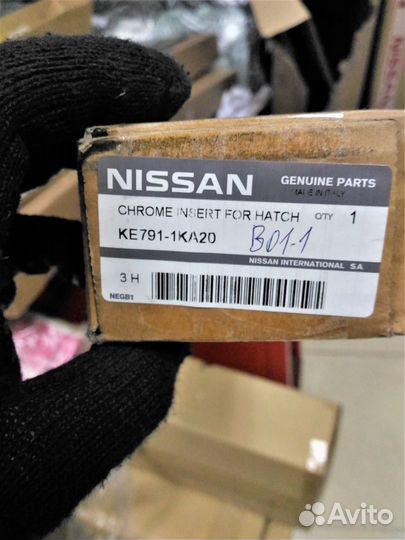 NISSAN
GENUINE PARTS
MADE IN ITALY
CHROME INSERT FOR HATCH QTY 1
KE791-1KA20 B01-1
NISSAN INTERNATIONAL SA
3 H
NEGB1
NISSAN
Avito